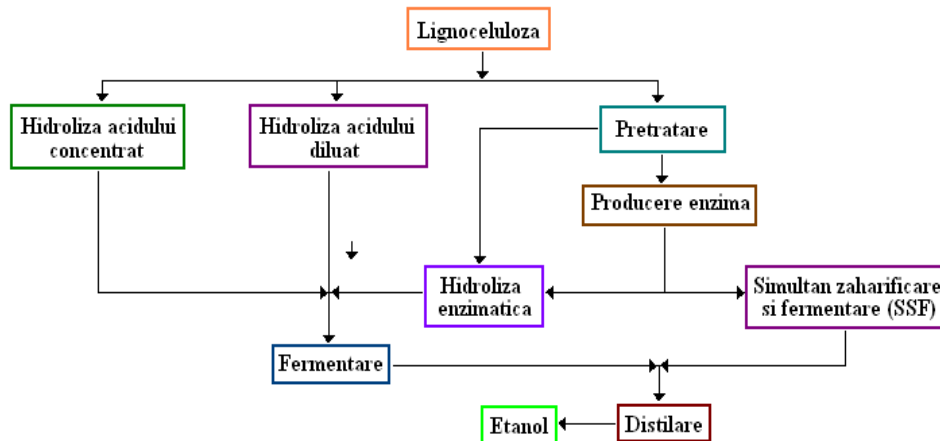 Lignoceluloza
Hidroliza acidului
concentrat
Hidroliza acidului
diluat
Pretratare
Producere enzima
Hidroliza
enzimatica
Simultan zaharificare
si fermentare (SSF)
Fermentare
Etanol
Distilare